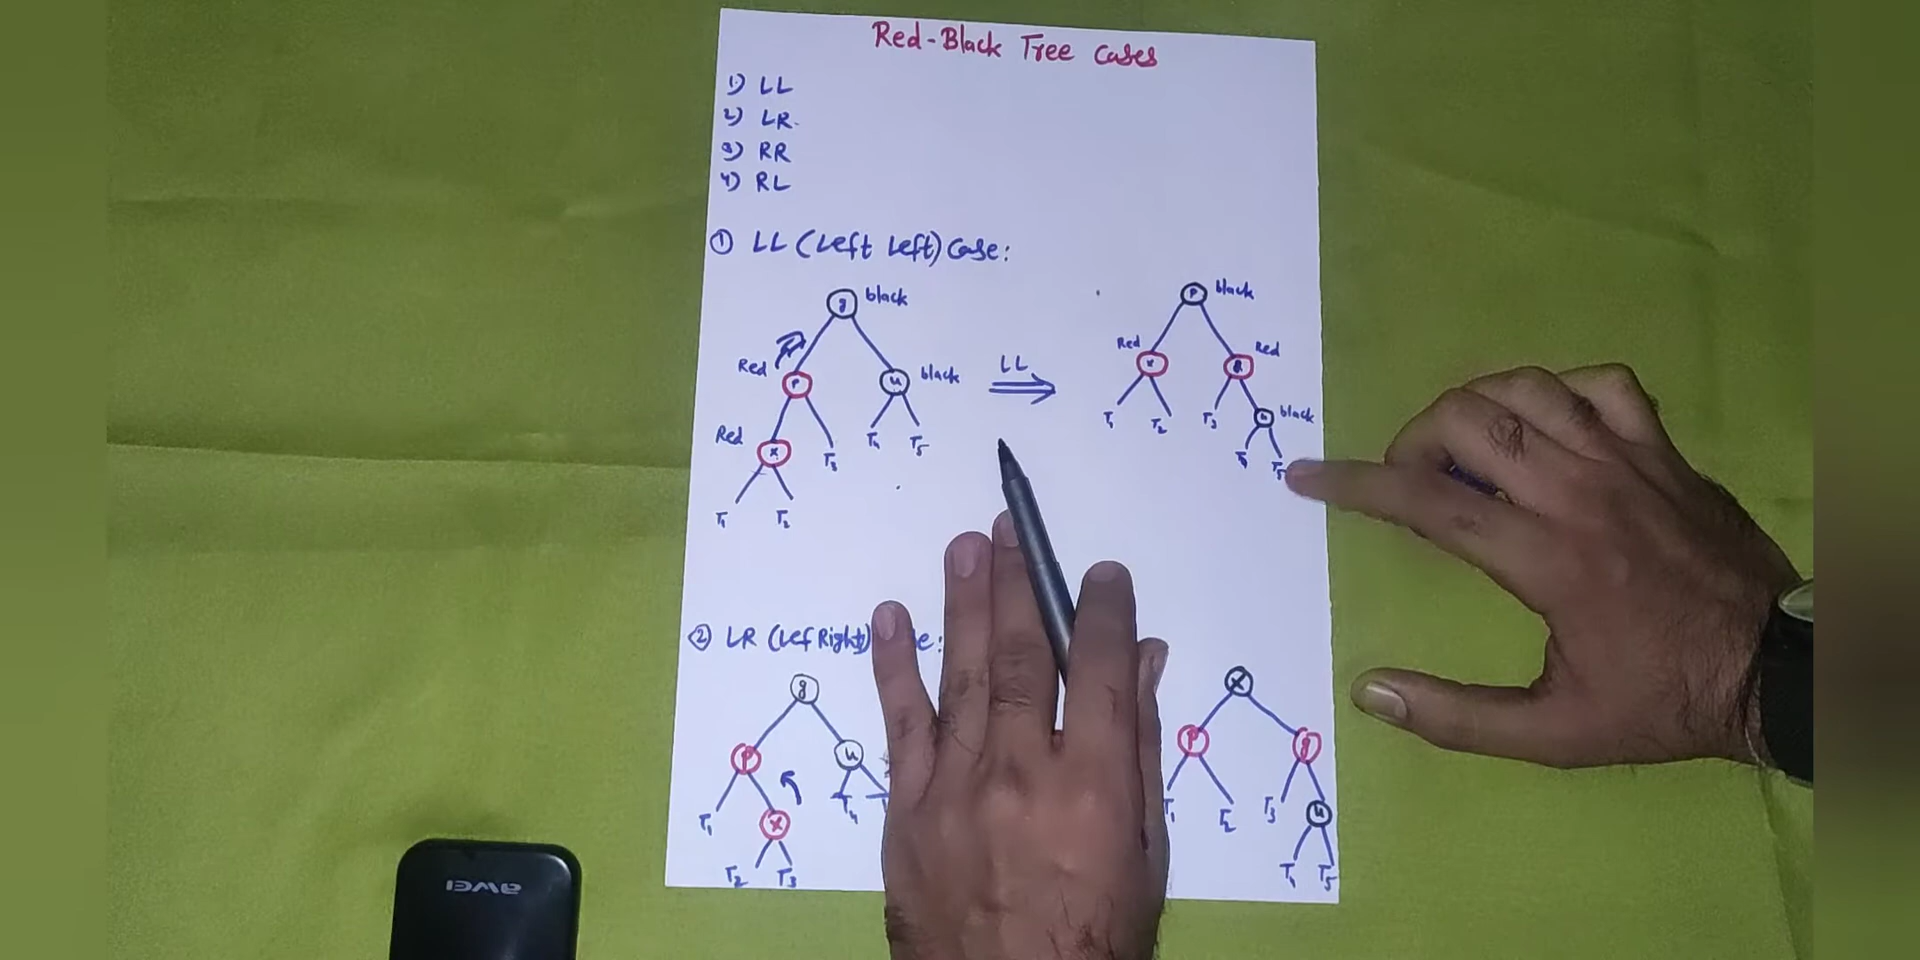 Red-Black Tree Cases
1) LL
2) LR
3) RR
4) RL
① LL (Left Left) Case:
g black
Red P
u black
Red x
T3
T4 T5
T1 T2
LL
P black
Red x
Red
T1 T2
T3
black
T4 T5
② LR (Lef Right)
g
P
u
T1
x
T4
T2 T3
x
P
g
T1
T2
T3
u
T4 T5
awei